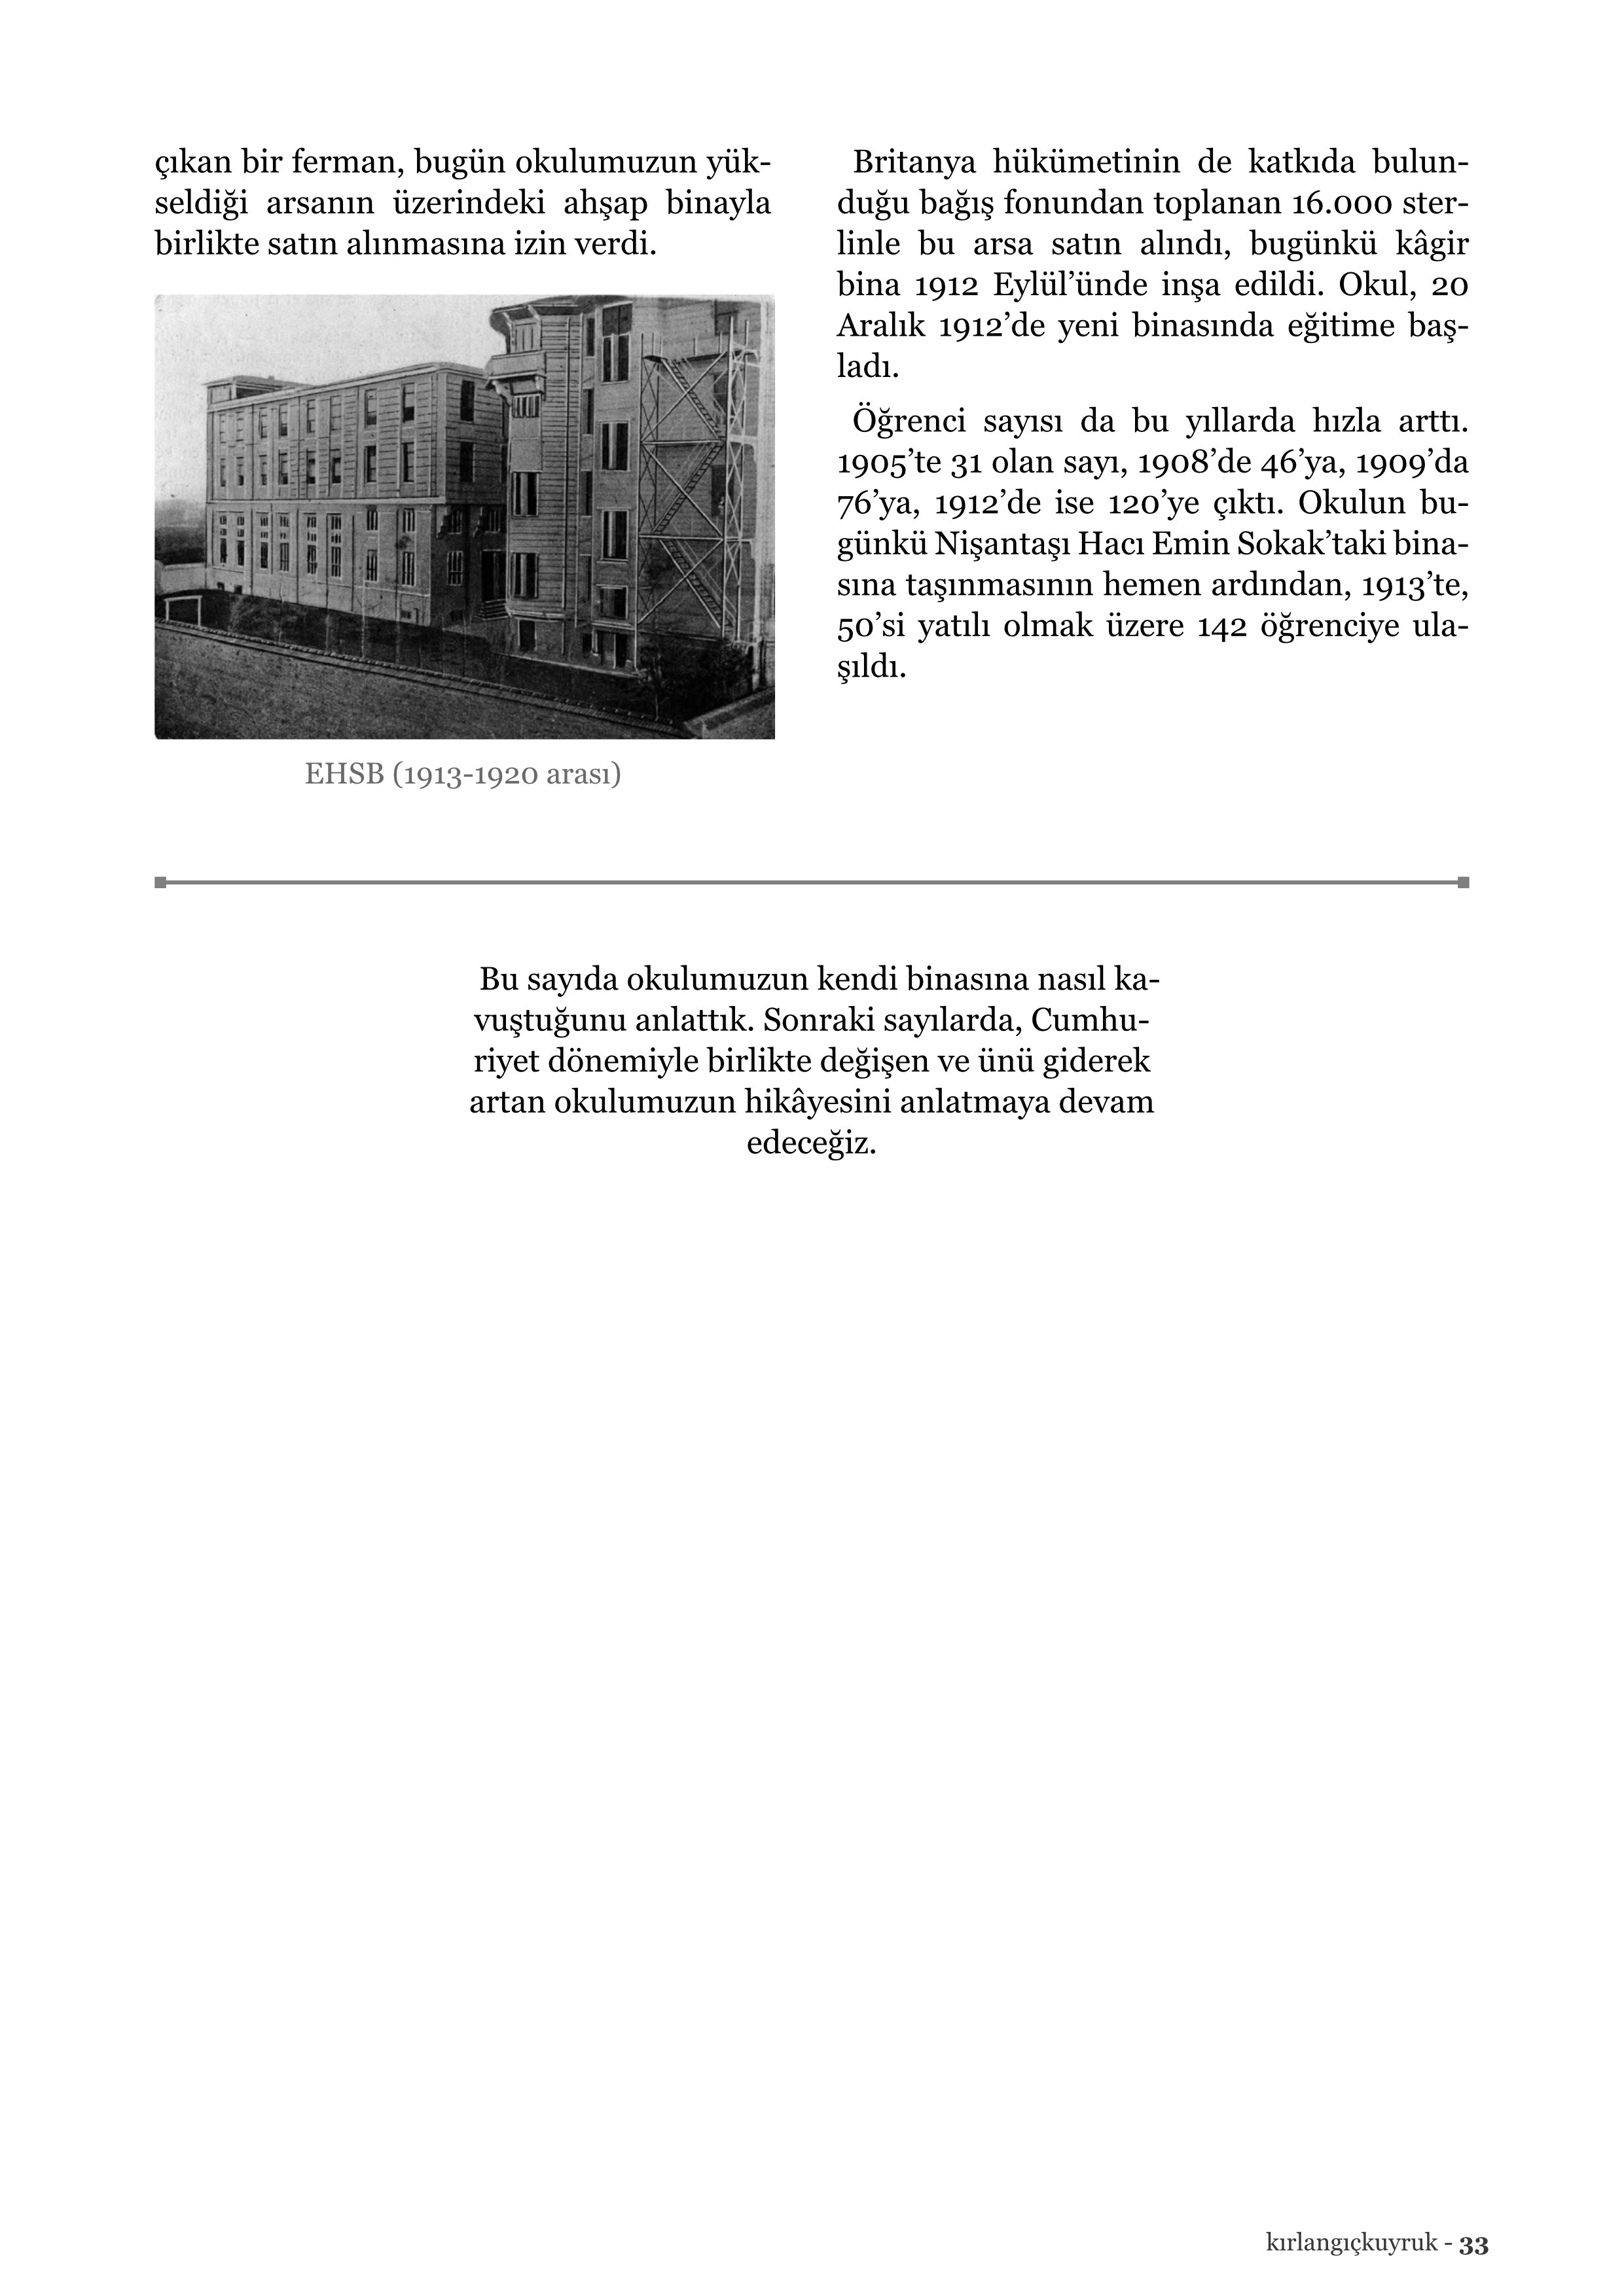 çıkan bir ferman, bugün okulumuzun yük-
seldiği arsanın üzerindeki ahşap binayla
birlikte satın alınmasına izin verdi.
EHSB (1913-1920 arası)
Britanya hükümetinin de katkıda bulun-
duğu bağış fonundan toplanan 16.000 ster-
linle bu arsa satın alındı, bugünkü kâgir
bina 1912 Eylül’ünde inşa edildi. Okul, 20
Aralık 1912’de yeni binasında eğitime baş-
ladı.
Öğrenci sayısı da bu yıllarda hızla arttı.
1905’te 31 olan sayı, 1908’de 46’ya, 1909’da
76’ya, 1912’de ise 120’ye çıktı. Okulun bu-
günkü Nişantaşı Hacı Emin Sokak’taki bina-
sına taşınmasının hemen ardından, 1913’te,
50’si yatılı olmak üzere 142 öğrenciye ula-
şıldı.
Bu sayıda okulumuzun kendi binasına nasıl ka-
vuştuğunu anlattık. Sonraki sayılarda, Cumhu-
riyet dönemiyle birlikte değişen ve ünü giderek
artan okulumuzun hikâyesini anlatmaya devam
edeceğiz.
kırlangıçkuyruk - 33